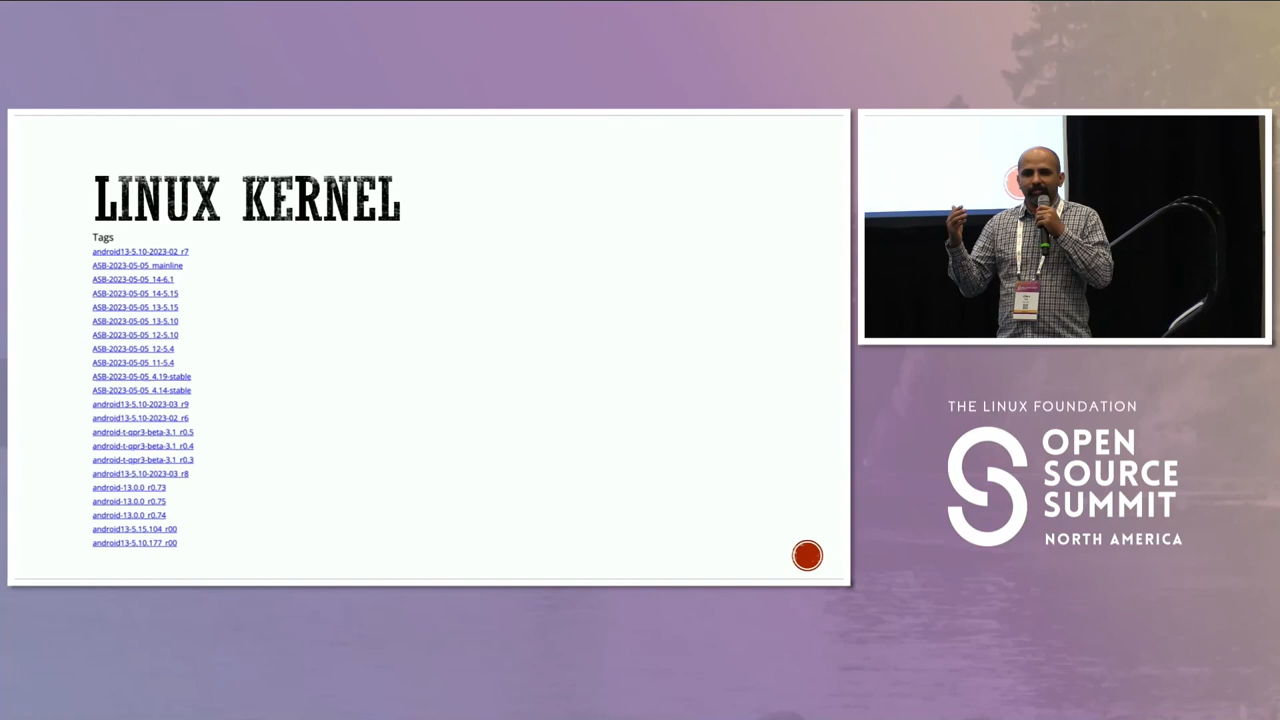 LINUX KERNEL
Tags
android13-5.10-2023-02_r7
ASB-2023-05-05_mainline
ASB-2023-05-05_14-6.1
ASB-2023-05-05_14-5.15
ASB-2023-05-05_13-5.15
ASB-2023-05-05_13-5.10
ASB-2023-05-05_12-5.10
ASB-2023-05-05_12-5.4
ASB-2023-05-05_11-5.4
ASB-2023-05-05_4.19-stable
ASB-2023-05-05_4.14-stable
android13-5.10-2023-03_r9
android13-5.10-2023-02_r6
android-t-qpr3-beta-3.1_r0.5
android-t-qpr3-beta-3.1_r0.4
android-t-qpr3-beta-3.1_r0.3
android13-5.10-2023-03_r8
android-13.0.0_r0.73
android-13.0.0_r0.75
android-13.0.0_r0.74
android13-5.15.104_r00
android13-5.10.177_r00
THE LINUX FOUNDATION
OPEN
SOURCE
SUMMIT
NORTH AMERICA